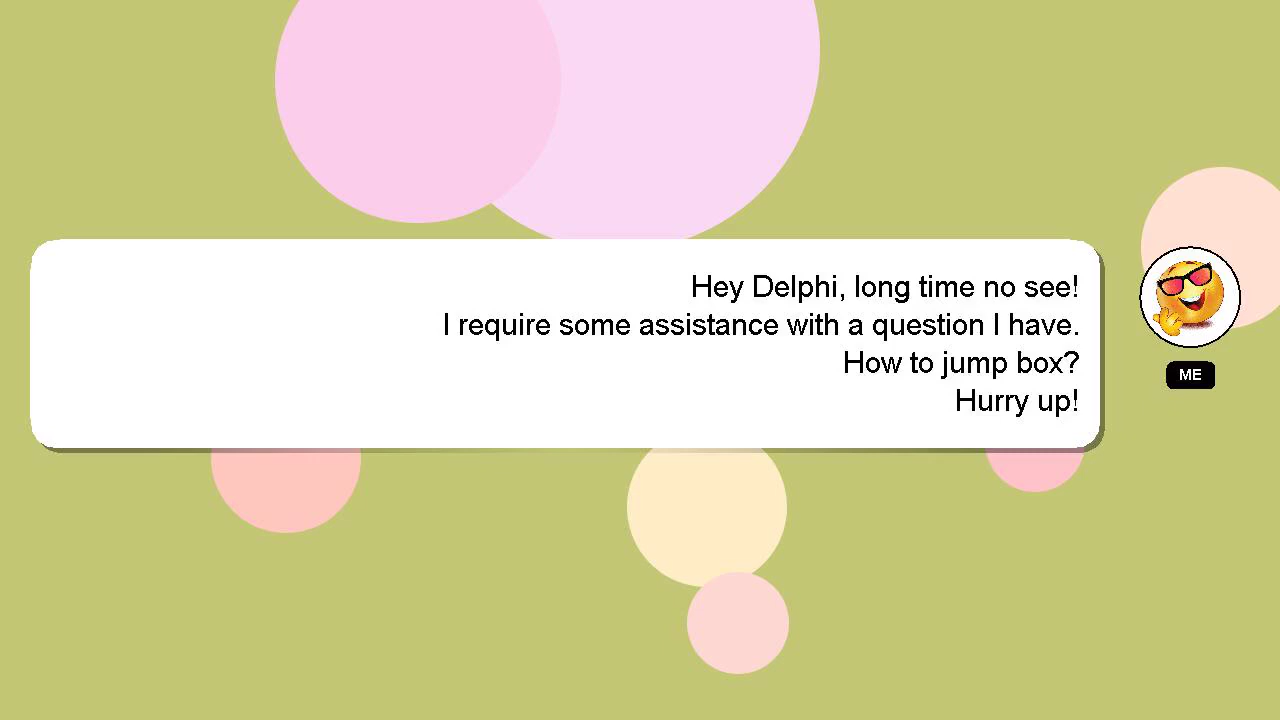 Hey Delphi, long time no see!
I require some assistance with a question I have.
How to jump box?
Hurry up!
ME